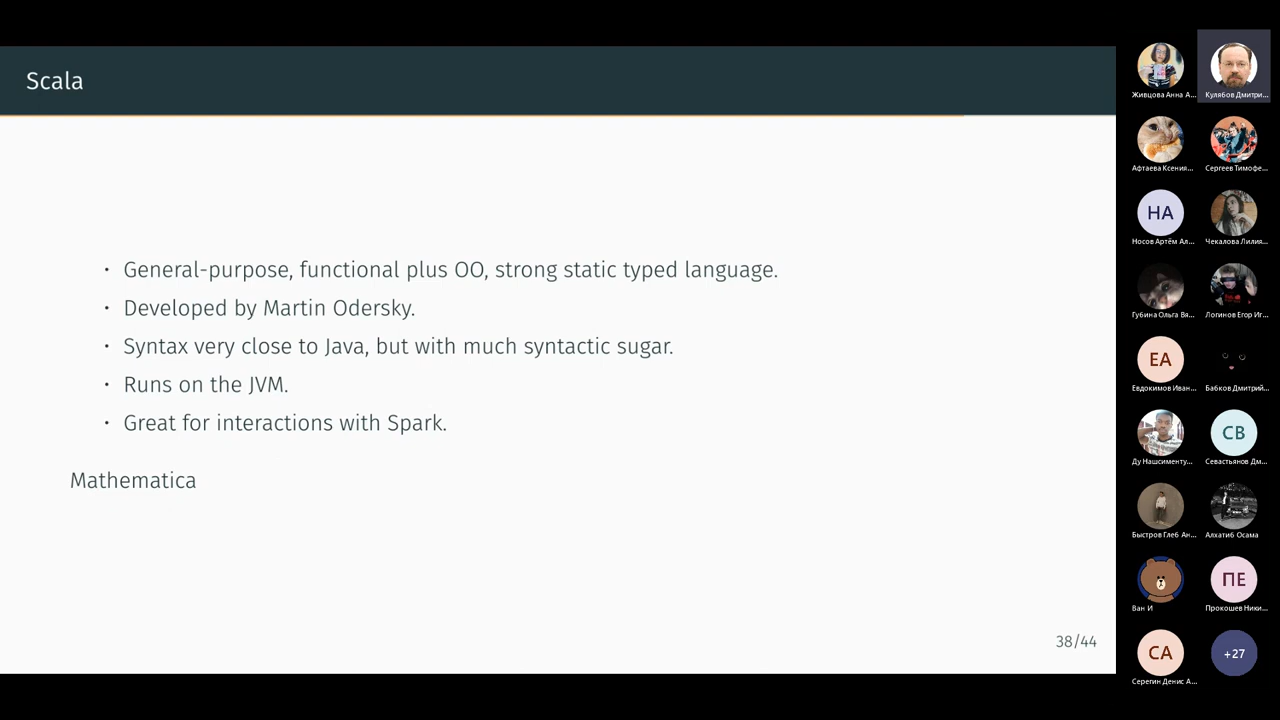 Scala
• General-purpose, functional plus OO, strong static typed language.
• Developed by Martin Odersky.
• Syntax very close to Java, but with much syntactic sugar.
• Runs on the JVM.
• Great for interactions with Spark.
Mathematica
38/44
Живцова Анна А...
Кулябов Дмитри...
Афтаева Ксения...
Сергеев Тимофе...
НА
Носов Артём Ал...
Чекалова Лилия...
Губина Ольга Вя...
Логинов Егор Иг...
ЕА
Евдокимов Иван...
Бабков Дмитрий...
Ду Нашсименту...
СВ
Севастьянов Дм...
Быстров Глеб Ан...
Алхатиб Осама
Ван И
ПЕ
Прокошев Ники...
СА
Серегин Денис А...
+27